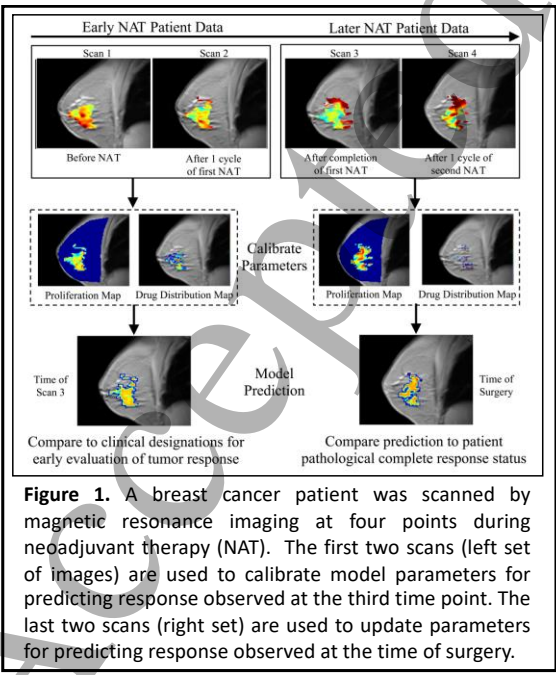 Early NAT Patient Data
Later NAT Patient Data
Scan 1
Scan 2
Scan 3
Scan 4
Before NAT
After 1 cycle
of first NAT
After completion
of first NAT
After 1 cycle of
second NAT
Calibrate
Parameters
Proliferation Map
Drug Distribution Map
Proliferation Map
Drug Distribution Map
Time of
Scan 3
Model
Prediction
Time of
Surgery
Compare to clinical designations for
early evaluation of tumor response
Compare prediction to patient
pathological complete response status
Figure 1. A breast cancer patient was scanned by
magnetic resonance imaging at four points during
neoadjuvant therapy (NAT). The first two scans (left set
of images) are used to calibrate model parameters for
predicting response observed at the third time point. The
last two scans (right set) are used to update parameters
for predicting response observed at the time of surgery.